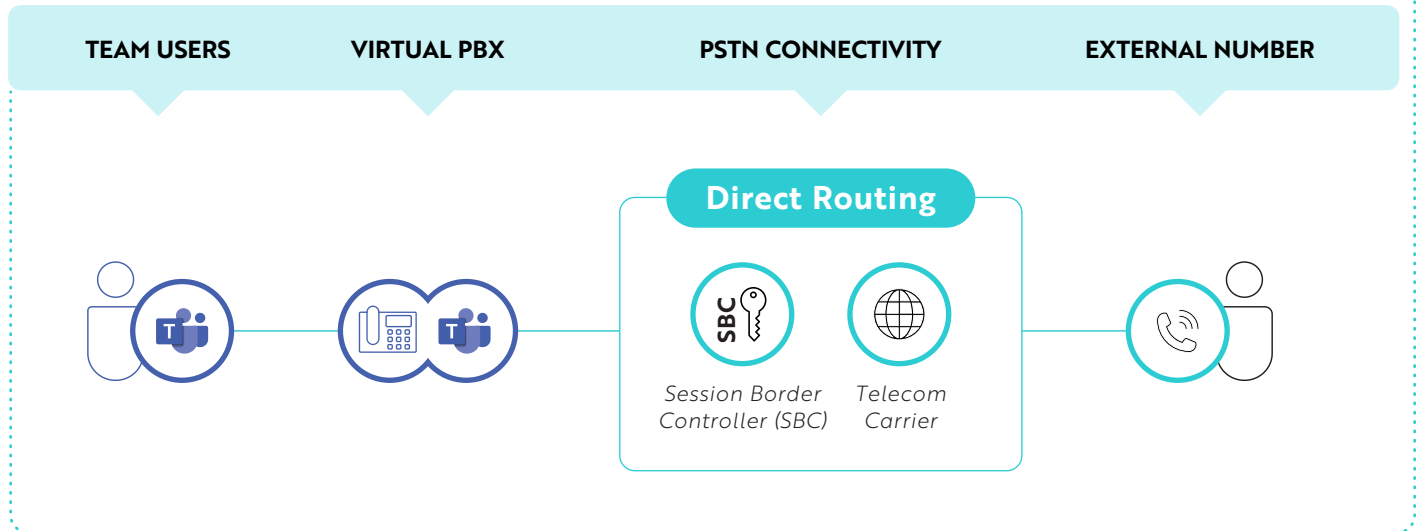 TEAM USERS
VIRTUAL PBX
PSTN CONNECTIVITY
EXTERNAL NUMBER
Direct Routing
T
T
SBC
Session Border
Controller (SBC)
Telecom
Carrier